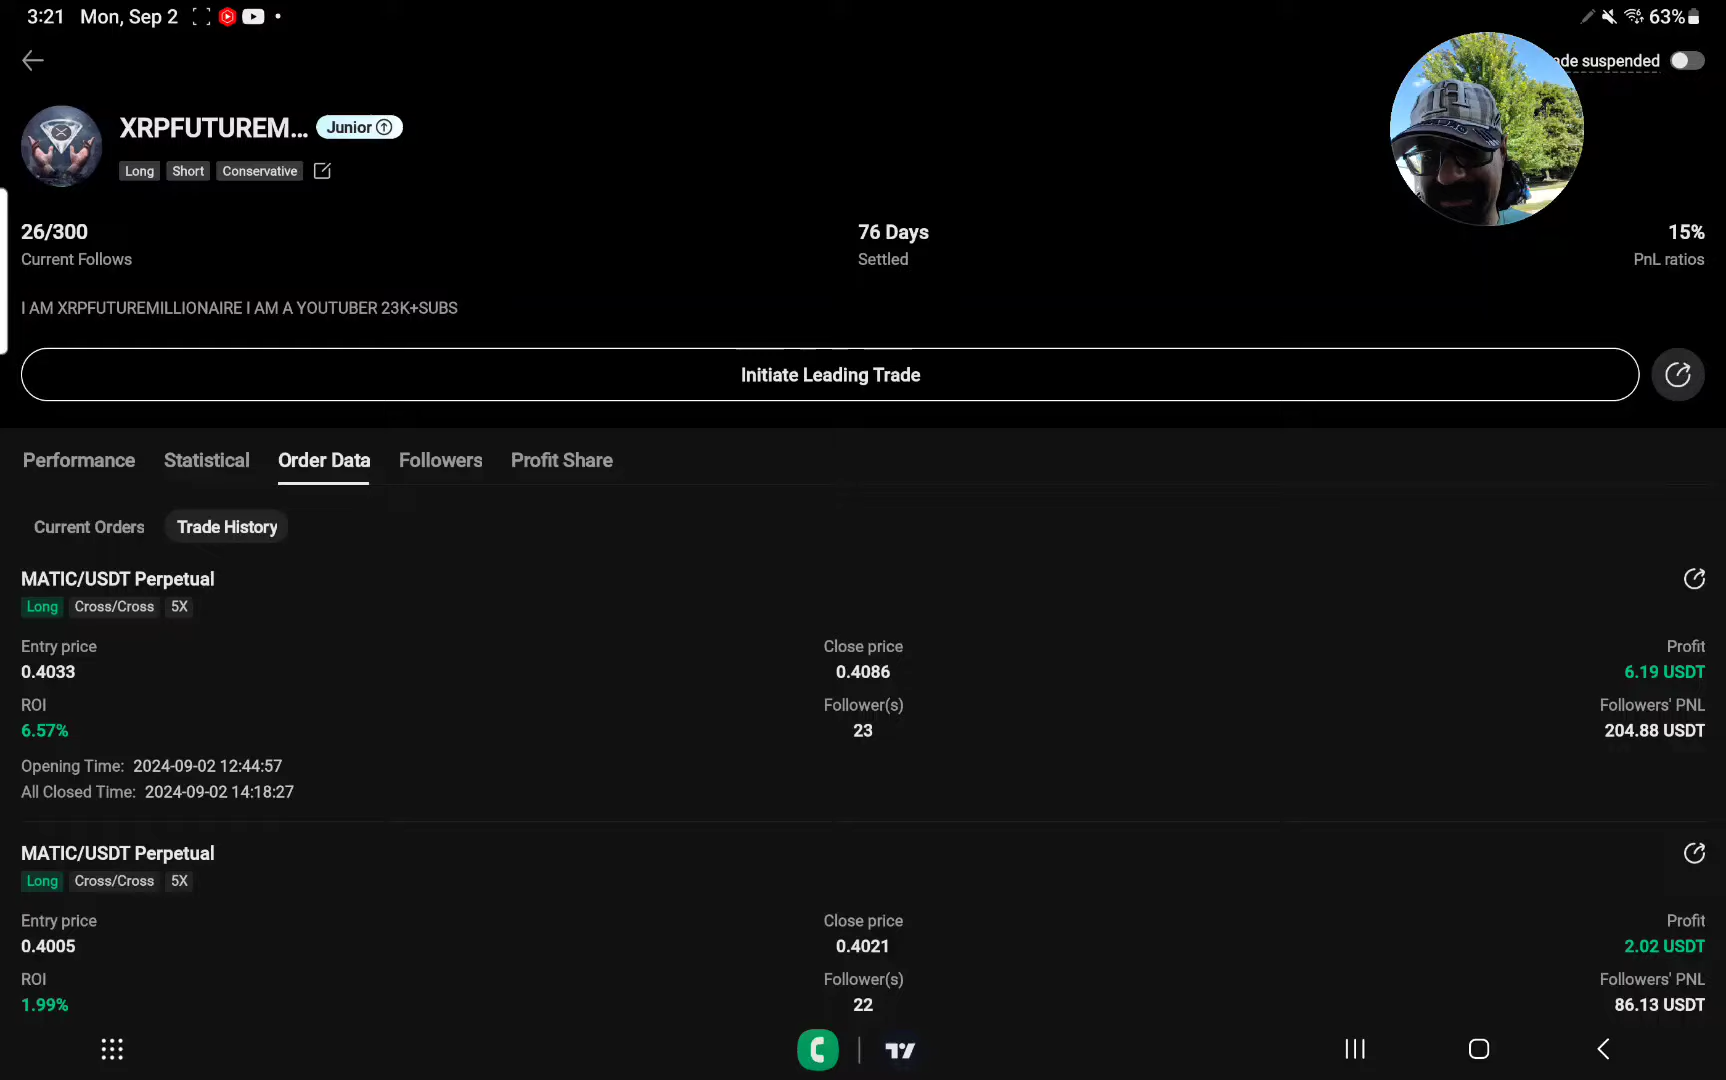 3:21 Mon, Sep 2 63%
ade suspended
XRPFUTUREM... Junior
Long Short Conservative
26/300 76 Days 15%
Current Follows Settled PnL ratios
I AM XRPFUTUREMILLIONAIRE I AM A YOUTUBER 23K+SUBS
Initiate Leading Trade
Performance Statistical Order Data Followers Profit Share
Current Orders Trade History
MATIC/USDT Perpetual
Long Cross/Cross 5X
Entry price Close price Profit
0.4033 0.4086 6.19 USDT
ROI Follower(s) Followers' PNL
6.57% 23 204.88 USDT
Opening Time: 2024-09-02 12:44:57
All Closed Time: 2024-09-02 14:18:27
MATIC/USDT Perpetual
Long Cross/Cross 5X
Entry price Close price Profit
0.4005 0.4021 2.02 USDT
ROI Follower(s) Followers' PNL
1.99% 22 86.13 USDT